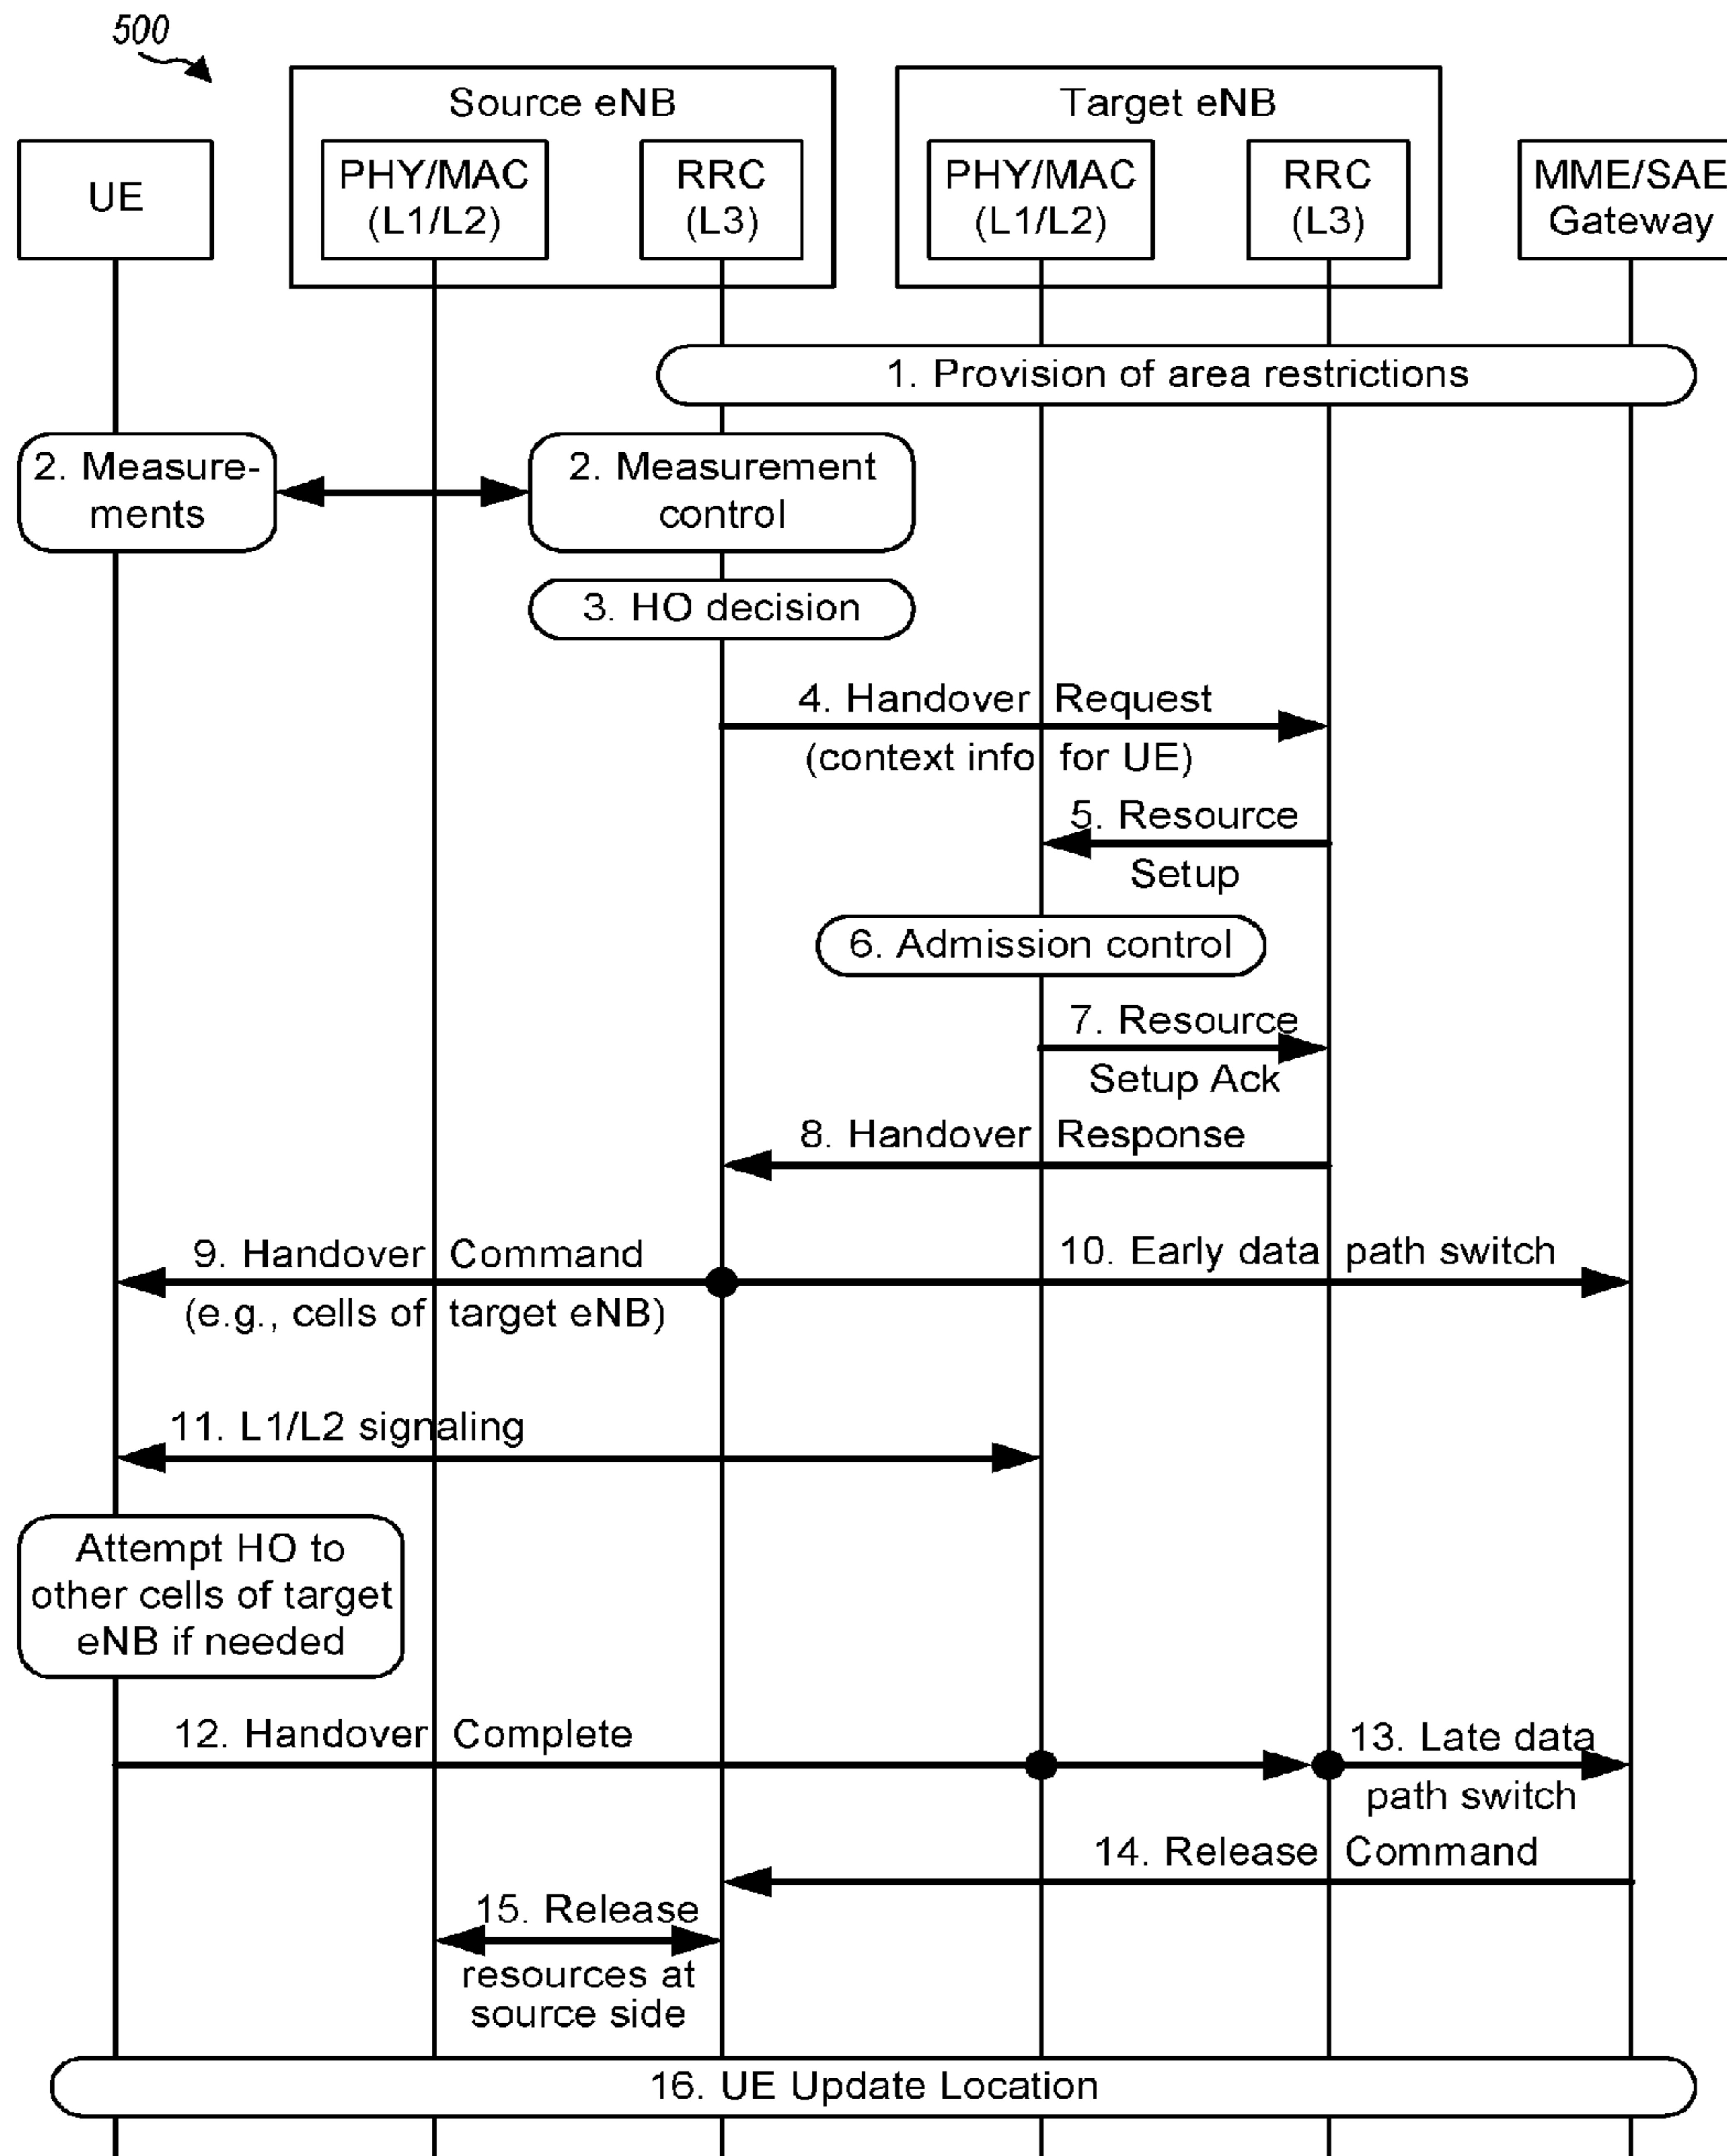 500
Source eNB
Target eNB
UE
PHY/MAC
(L1/L2)
RRC
(L3)
PHY/MAC
(L1/L2)
RRC
(L3)
MME/SAE
Gateway
1. Provision of area restrictions
2. Measure-
ments
2. Measurement
control
3. HO decision
4. Handover Request
(context info for UE)
5. Resource
Setup
6. Admission control
7. Resource
Setup Ack
8. Handover Response
9. Handover Command
(e.g., cells of target eNB)
10. Early data path switch
11. L1/L2 signaling
Attempt HO to
other cells of target
eNB if needed
12. Handover Complete
13. Late data
path switch
14. Release Command
15. Release
resources at
source side
16. UE Update Location